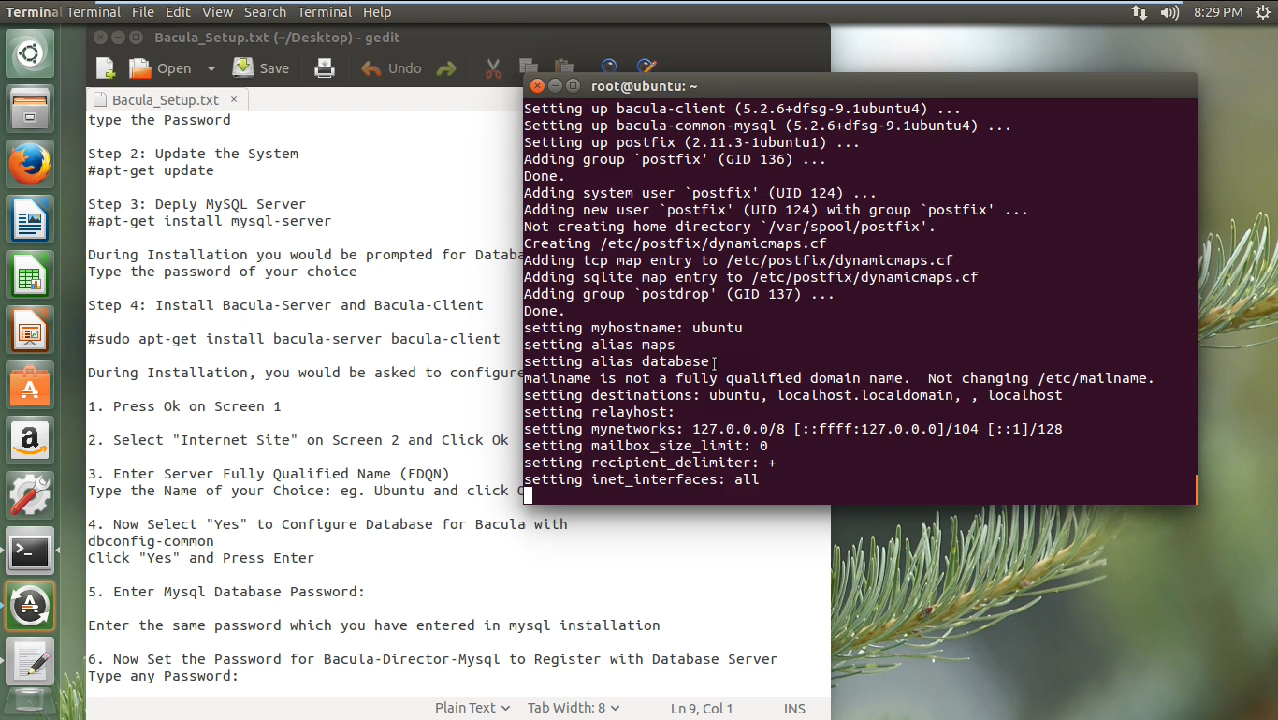 Terminal Terminal File Edit View Search Terminal Help 8:29 PM
Bacula_Setup.txt (~/Desktop) - gedit
Open Save Undo
Bacula_Setup.txt
type the Password
Step 2: Update the System
#apt-get update
Step 3: Deply MySQL Server
#apt-get install mysql-server
During Installation you would be prompted for Databa
Type the password of your choice
Step 4: Install Bacula-Server and Bacula-Client
#sudo apt-get install bacula-server bacula-client
During Installation, you would be asked to configure
1. Press Ok on Screen 1
2. Select "Internet Site" on Screen 2 and Click Ok
3. Enter Server Fully Qualified Name (FDQN)
Type the Name of your Choice: eg. Ubuntu and click O
4. Now Select "Yes" to Configure Database for Bacula with
dbconfig-common
Click "Yes" and Press Enter
5. Enter Mysql Database Password:
Enter the same password which you have entered in mysql installation
6. Now Set the Password for Bacula-Director-Mysql to Register with Database Server
Type any Password:
Plain Text Tab Width: 8 Ln 9, Col 1 INS
root@ubuntu: ~
Setting up bacula-client (5.2.6+dfsg-9.1ubuntu4) ...
Setting up bacula-common-mysql (5.2.6+dfsg-9.1ubuntu4) ...
Setting up postfix (2.11.3-1ubuntu1) ...
Adding group `postfix' (GID 136) ...
Done.
Adding system user `postfix' (UID 124) ...
Adding new user `postfix' (UID 124) with group `postfix' ...
Not creating home directory `/var/spool/postfix'.
Creating /etc/postfix/dynamicmaps.cf
Adding tcp map entry to /etc/postfix/dynamicmaps.cf
Adding sqlite map entry to /etc/postfix/dynamicmaps.cf
Adding group `postdrop' (GID 137) ...
Done.
setting myhostname: ubuntu
setting alias maps
setting alias database
mailname is not a fully qualified domain name.  Not changing /etc/mailname.
setting destinations: ubuntu, localhost.localdomain, , localhost
setting relayhost:
setting mynetworks: 127.0.0.0/8 [::ffff:127.0.0.0]/104 [::1]/128
setting mailbox_size_limit: 0
setting recipient_delimiter: +
setting inet_interfaces: all